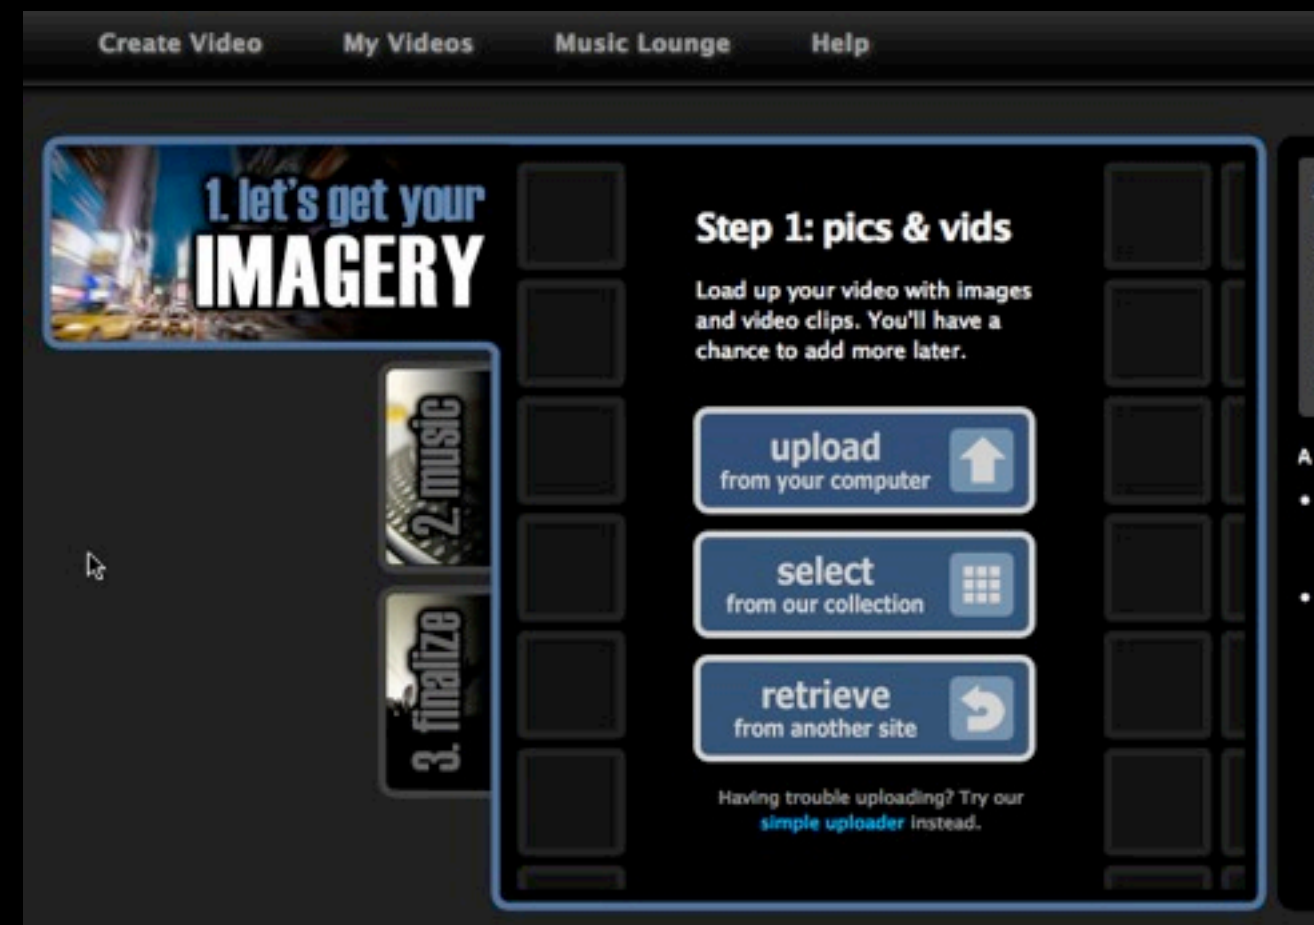 Create Video My Videos Music Lounge Help
1. let's get your
IMAGERY
2. music
3. finalize
Step 1: pics & vids
Load up your video with images
and video clips. You'll have a
chance to add more later.
upload
from your computer
select
from our collection
retrieve
from another site
Having trouble uploading? Try our
simple uploader instead.
A